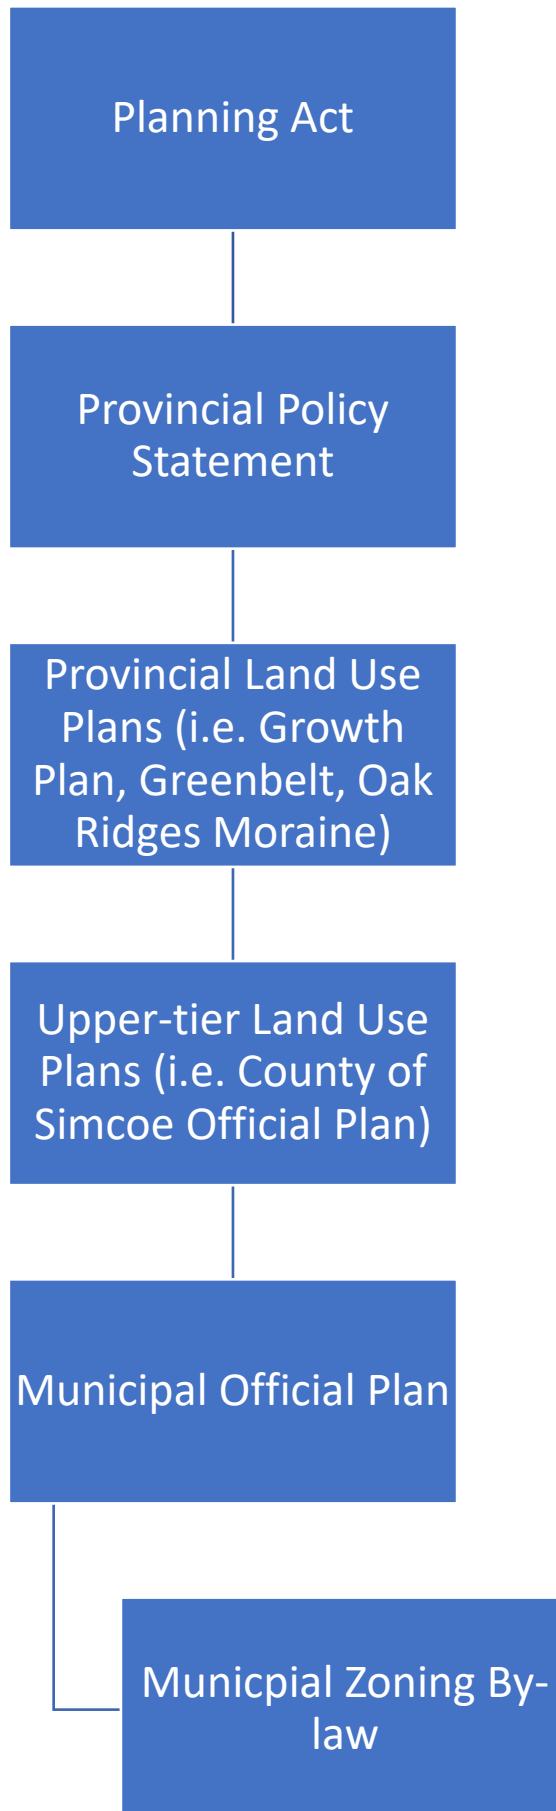 Planning Act
Provincial Policy
Statement
Provincial Land Use
Plans (i.e. Growth
Plan, Greenbelt, Oak
Ridges Moraine)
Upper-tier Land Use
Plans (i.e. County of
Simcoe Official Plan)
Municipal Official Plan
Municpial Zoning By-
law